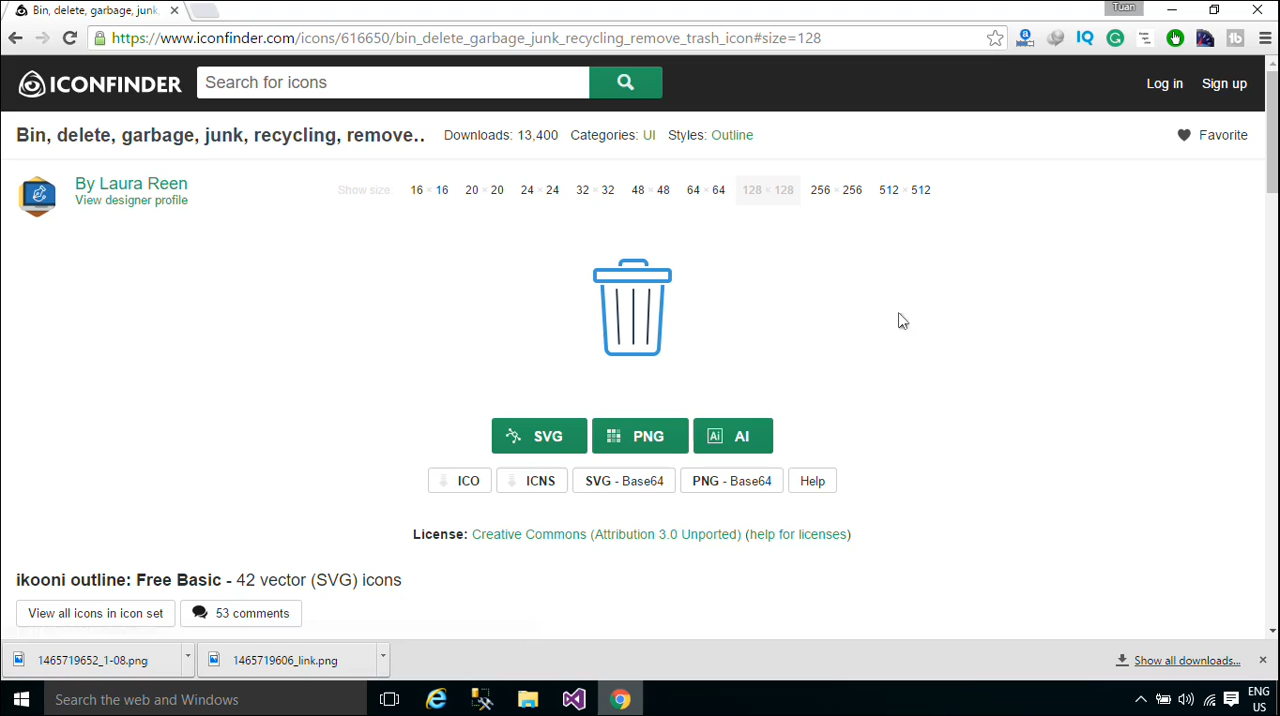 Bin, delete, garbage, junk,
Tuan
https://www.iconfinder.com/icons/616650/bin_delete_garbage_junk_recycling_remove_trash_icon#size=128
IQ
ICONFINDER
Search for icons
Log in
Sign up
Bin, delete, garbage, junk, recycling, remove..
Downloads: 13,400
Categories: UI
Styles: Outline
Favorite
By Laura Reen
View designer profile
Show size:
16 × 16
20 × 20
24 × 24
32 × 32
48 × 48
64 × 64
128 × 128
256 × 256
512 × 512
SVG
PNG
Ai
AI
ICO
ICNS
SVG - Base64
PNG - Base64
Help
License: Creative Commons (Attribution 3.0 Unported) (help for licenses)
ikooni outline: Free Basic - 42 vector (SVG) icons
View all icons in icon set
53 comments
1465719652_1-08.png
1465719606_link.png
Show all downloads...
Search the web and Windows
ENG
US